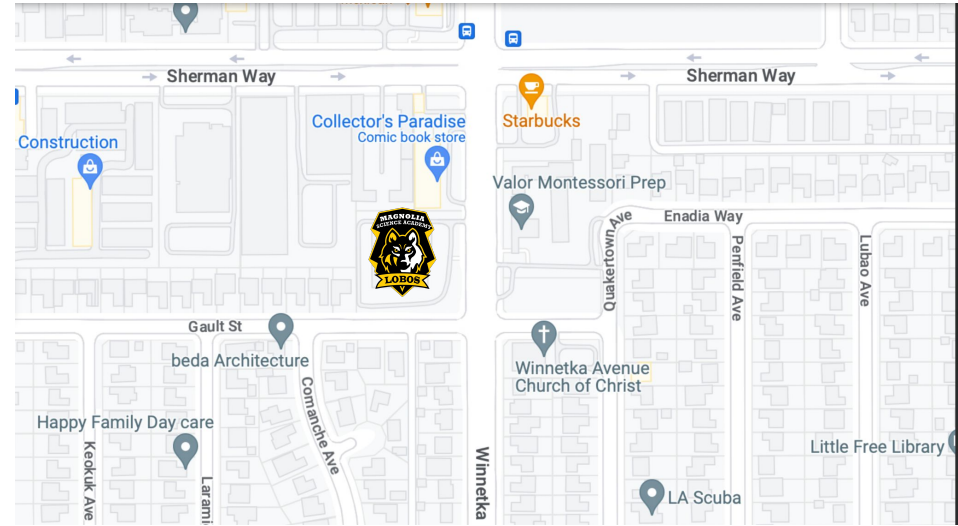 Sherman Way
Sherman Way
Collector's Paradise
Comic book store
Starbucks
Construction
Valor Montessori Prep
MAGNOLIA
SCIENCE ACADEMY
LOBOS
V
Enadia Way
Quakertown Ave
Penfield Ave
Lubao Ave
Gault St
beda Architecture
Winnetka Avenue
Church of Christ
Comanche Ave
Happy Family Day care
Keokuk Ave
Larami
Winnetka
Little Free Library
LA Scuba